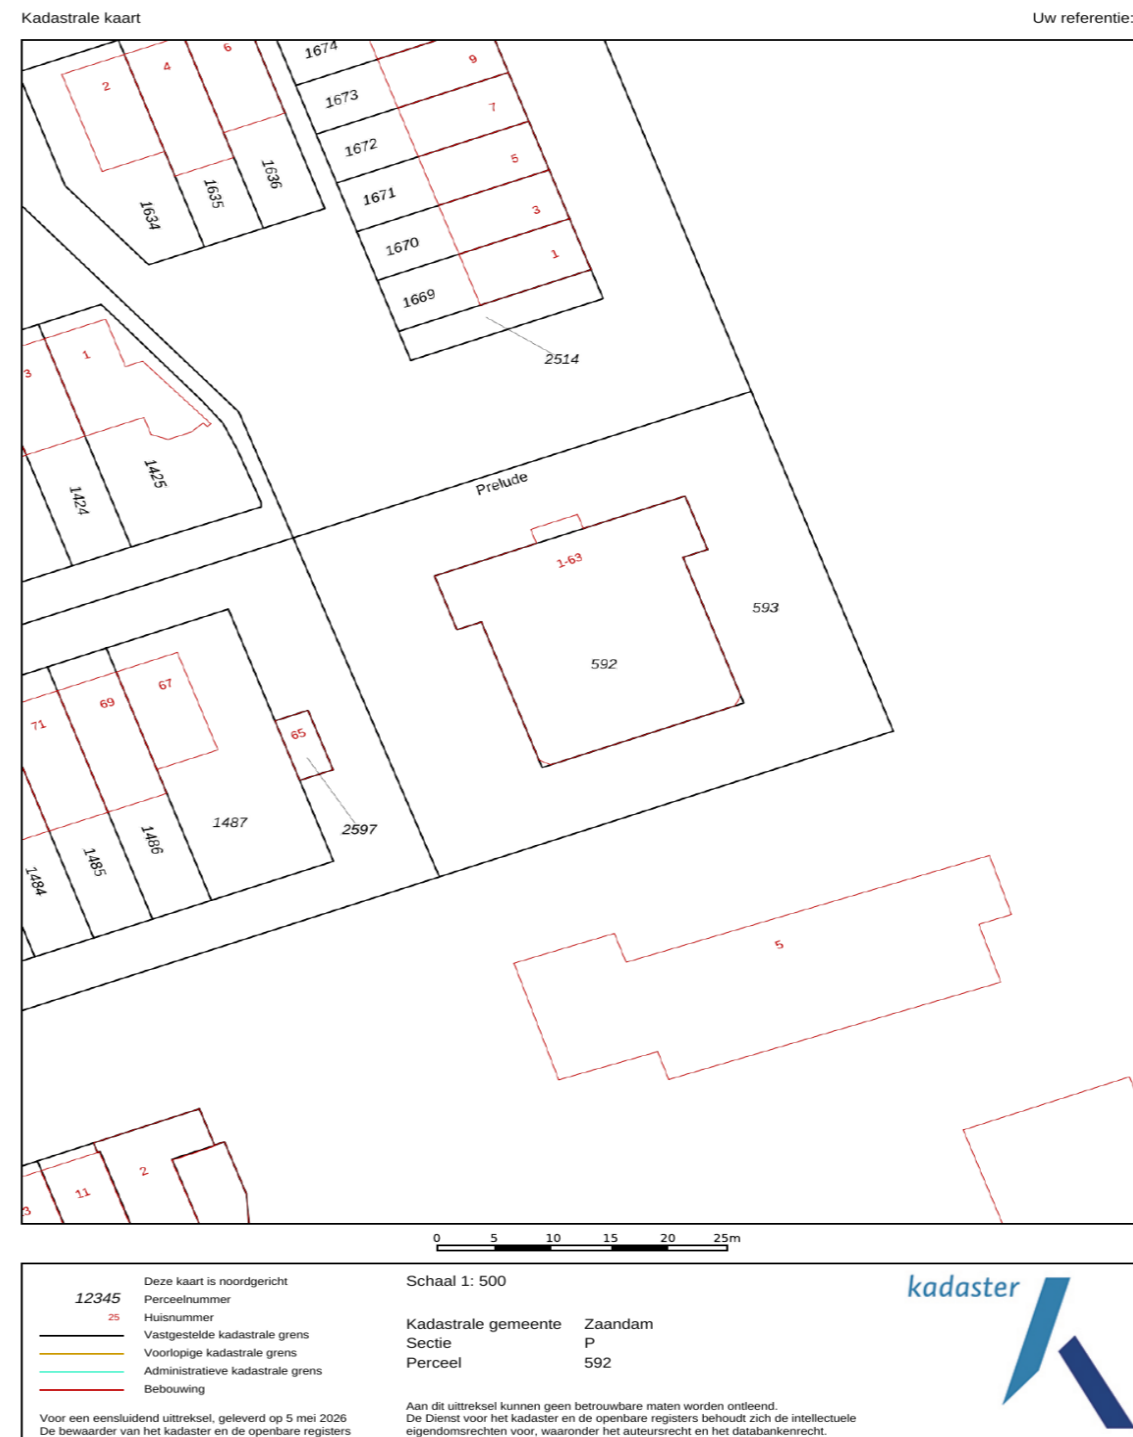 Kadastrale kaart
Uw referentie:
1674
1673
1672
1671
1670
1669
9
7
5
3
1
2
4
6
1634
1635
1636
2514
3
1
1424
1425
Prelude
1-63
592
593
71
69
67
65
1487
2597
1484
1485
1486
5
3
11
2
0 5 10 15 20 25m
Deze kaart is noordgericht
12345 Perceelnummer
25 Huisnummer
Vastgestelde kadastrale grens
Voorlopige kadastrale grens
Administratieve kadastrale grens
Bebouwing
Voor een eensluidend uittreksel, geleverd op 5 mei 2026
De bewaarder van het kadaster en de openbare registers
Schaal 1: 500
Kadastrale gemeente Zaandam
Sectie P
Perceel 592
Aan dit uittreksel kunnen geen betrouwbare maten worden ontleend.
De Dienst voor het kadaster en de openbare registers behoudt zich de intellectuele
eigendomsrechten voor, waaronder het auteursrecht en het databankenrecht.
kadaster